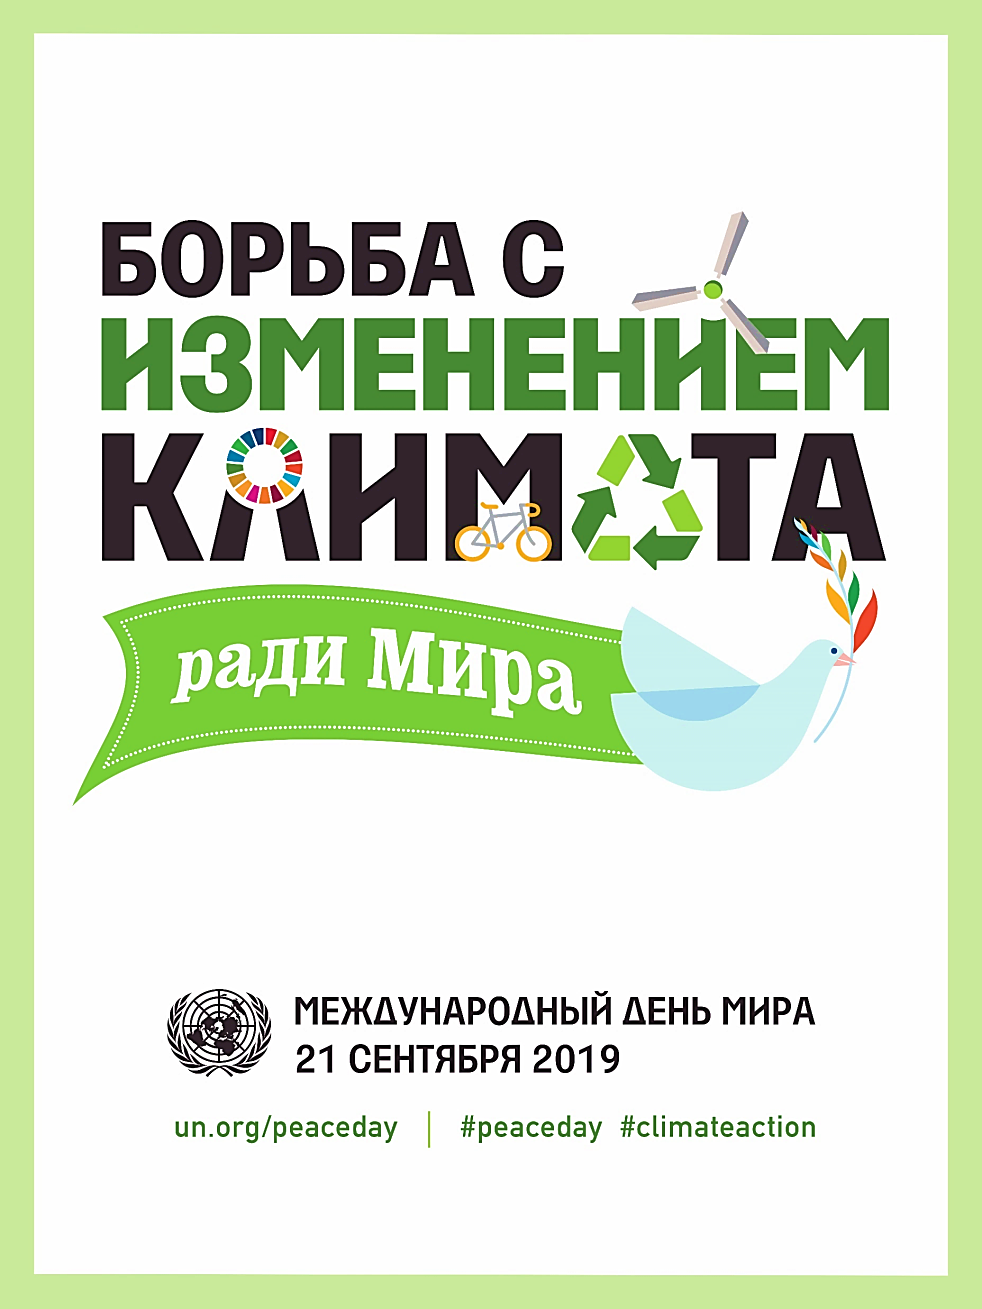 БОРЬБА С
ИЗМЕНЕНИЕМ
КЛИМАТА
ради Мира
МЕЖДУНАРОДНЫЙ ДЕНЬ МИРА
21 СЕНТЯБРЯ 2019
un.org/peaceday | #peaceday #climateaction